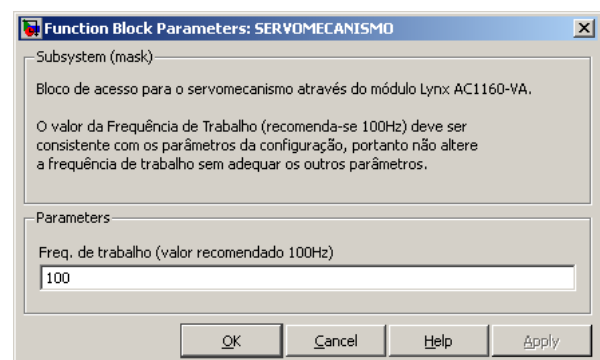 Function Block Parameters: SERVOMECANISMO
Subsystem (mask)
Bloco de acesso para o servomecanismo através do módulo Lynx AC1160-VA.
O valor da Frequência de Trabalho (recomenda-se 100Hz) deve ser
consistente com os parâmetros da configuração, portanto não altere
a frequência de trabalho sem adequar os outros parâmetros.
Parameters
Freq. de trabalho (valor recomendado 100Hz)
100
OK Cancel Help Apply